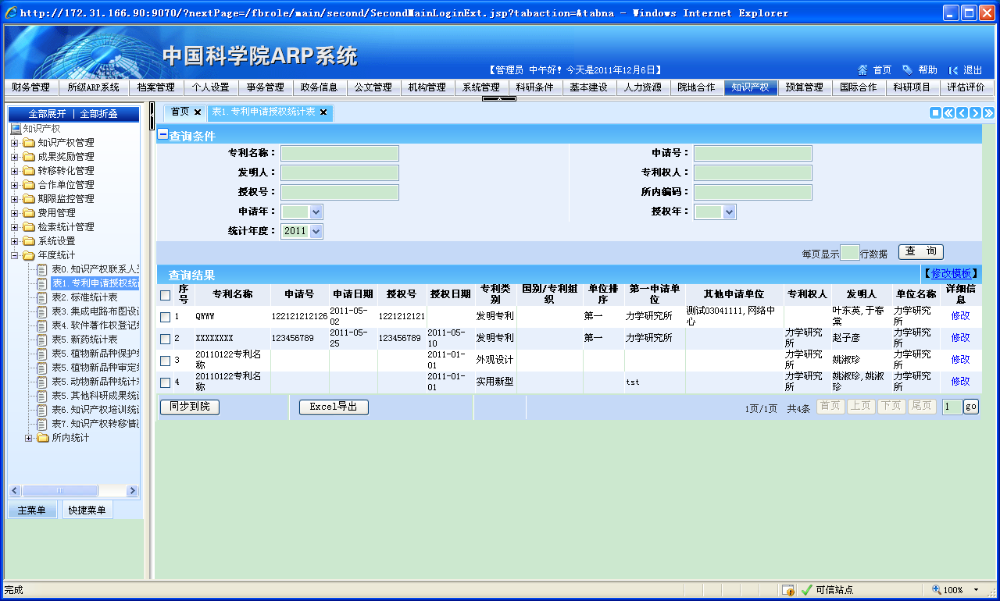 http://172.31.166.90:9070/?nextPage=/fbrole/main/second/SecondMainLoginExt.jsp?tabaction=&tabna - Windows Internet Explorer
中国科学院ARP系统
【管理员 中午好! 今天是2011年12月6日】
首页 帮助 退出
财务管理 所级ARP系统 档案管理 个人设置 事务管理 政务信息 公文管理 机构管理 系统管理 科研条件 基本建设 人力资源 院地合作 知识产权 预算管理 国际合作 科研项目 评估评价
全部展开 | 全部折叠
知识产权
知识产权管理
成果奖励管理
转移转化管理
合作单位管理
期限监控管理
费用管理
检索统计管理
系统设置
年度统计
表0.知识产权联系人
表1.专利申请授权统
表2.标准统计表
表3.集成电路布图设
表4.软件著作权登记
表5.新药统计表
表5.植物新品种保护
表5.植物新品种审定
表5.动物新品种统计
表5.其他科研成果统
表6.知识产权培训统
表7.知识产权转移情
所内统计
主菜单 快捷菜单
首页 表1.专利申请授权统计表
查询条件
专利名称： 申请号：
发明人： 专利权人：
授权号： 所内编码：
申请年： 授权年：
统计年度： 2011
每页显示 行数据 查 询
查询结果 【修改模板】
序号 专利名称 申请号 申请日期 授权号 授权日期 专利类别 国别/专利组织 单位排序 第一申请单位 其他申请单位 专利权人 发明人 单位名称 详细信息
1 QWWW 122121212126 2011-05-02 1221212121 发明专利 第一 力学研究所 测试03041111,网络中心 叶东英,于春棠 力学研究所 修改
2 XXXXXXXX 123456789 2011-05-25 123456789 2011-05-10 发明专利 第一 力学研究所 力学研究所 赵子彦 力学研究所 修改
3 20110122专利名称 2011-01-01 外观设计 力学研究所 姚淑珍 力学研究所 修改
4 20110122专利名称 2011-01-01 实用新型 tst 力学研究所 姚淑珍,姚淑珍 力学研究所 修改
同步到院 Excel导出 1页/1页 共4条 首页 上页 下页 尾页 1 go
完成 可信站点 100%